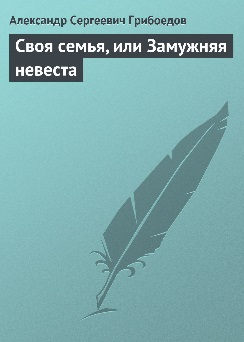 Александр Сергеевич Грибоедов
Своя семья, или Замужняя
невеста